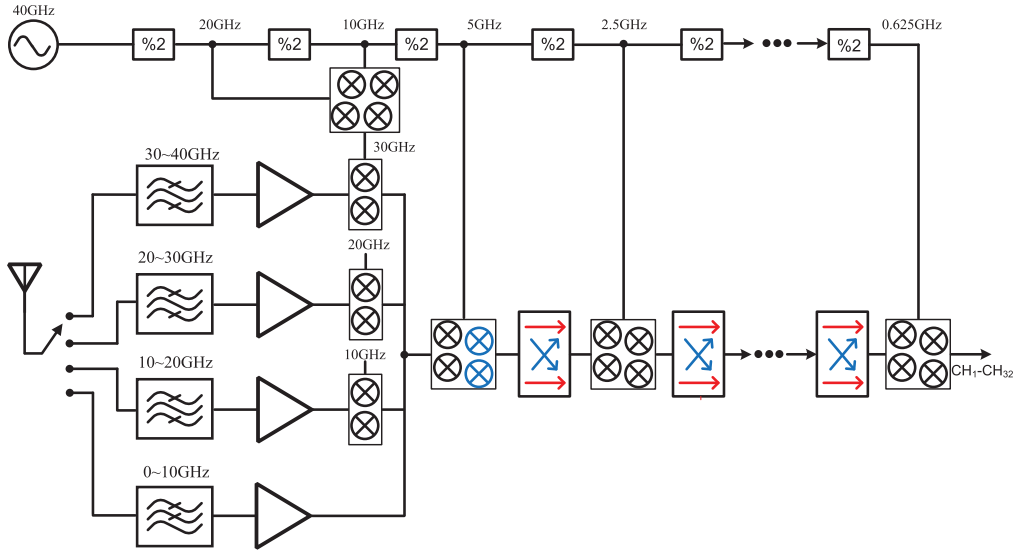 40GHz
20GHz
10GHz
5GHz
2.5GHz
0.625GHz
%2
%2
%2
%2
%2
%2
30GHz
30~40GHz
20~30GHz
20GHz
10~20GHz
10GHz
CH₁-CH₃₂
0~10GHz